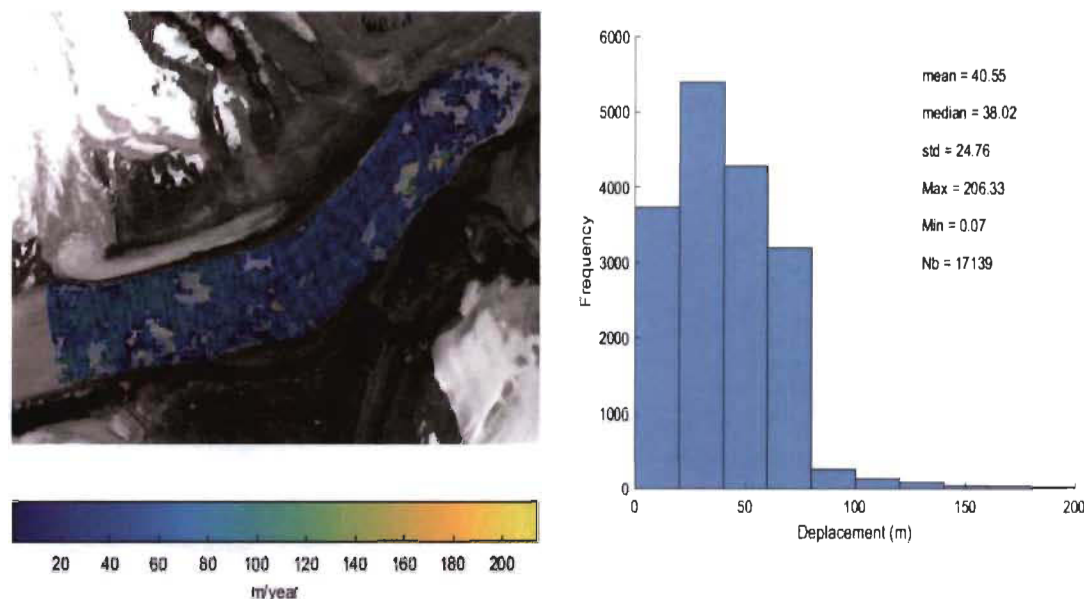 20 40 60 80 100 120 140 160 180 200
m/year
6000
5000
4000
3000
2000
1000
0
Frequency
0 50 100 150 200
Deplacement (m)
mean = 40.55
median = 38.02
std = 24.76
Max = 206.33
Min = 0.07
Nb = 17139